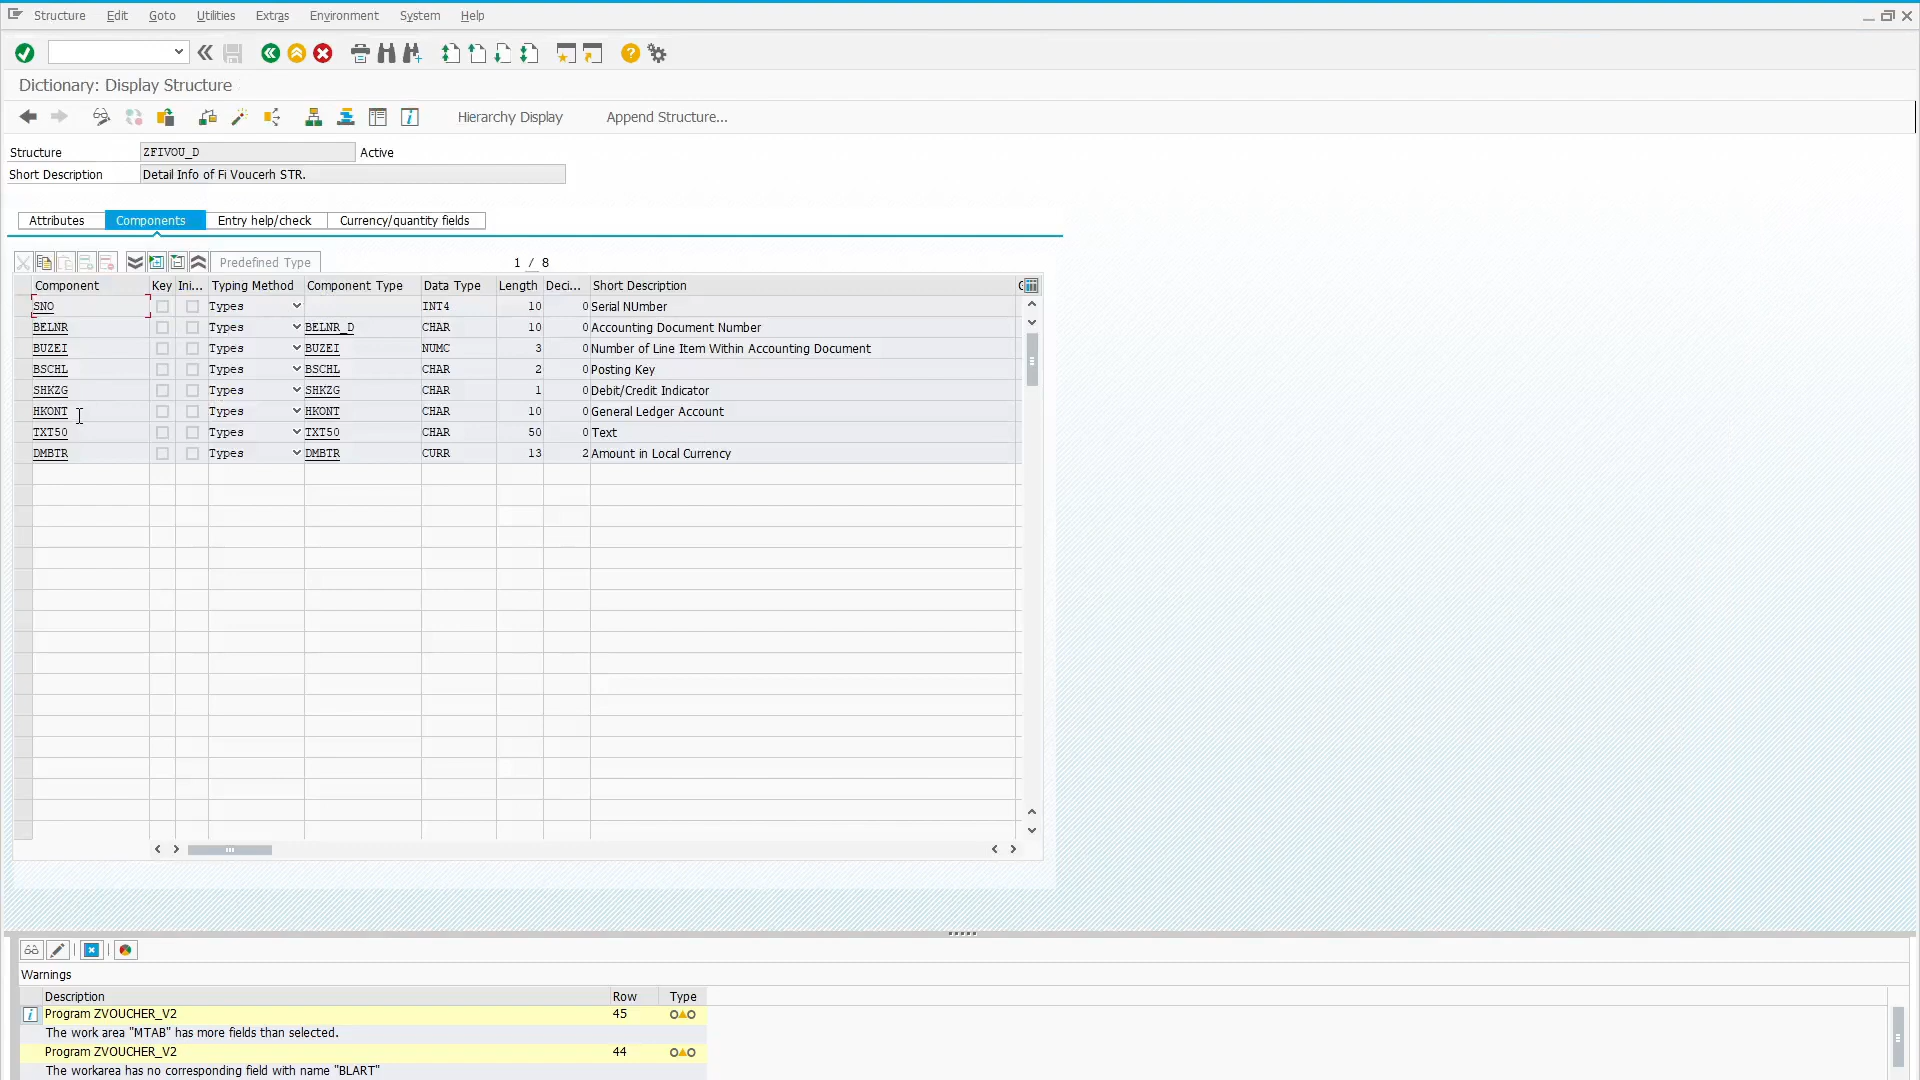 Structure Edit Goto Utilities Extras Environment System Help
Dictionary: Display Structure
Hierarchy Display Append Structure...
Structure ZFIVOU_D Active
Short Description Detail Info of Fi Voucerh STR.
Attributes Components Entry help/check Currency/quantity fields
Predefined Type 1 / 8
Component Key Ini... Typing Method Component Type Data Type Length Deci... Short Description
SNO Types INT4 10 0 Serial NUmber
BELNR Types BELNR_D CHAR 10 0 Accounting Document Number
BUZEI Types BUZEI NUMC 3 0 Number of Line Item Within Accounting Document
BSCHL Types BSCHL CHAR 2 0 Posting Key
SHKZG Types SHKZG CHAR 1 0 Debit/Credit Indicator
HKONT Types HKONT CHAR 10 0 General Ledger Account
TXT50 Types TXT50 CHAR 50 0 Text
DMBTR Types DMBTR CURR 13 2 Amount in Local Currency
Warnings
Description Row Type
Program ZVOUCHER_V2 45
The work area "MTAB" has more fields than selected.
Program ZVOUCHER_V2 44
The workarea has no corresponding field with name "BLART"